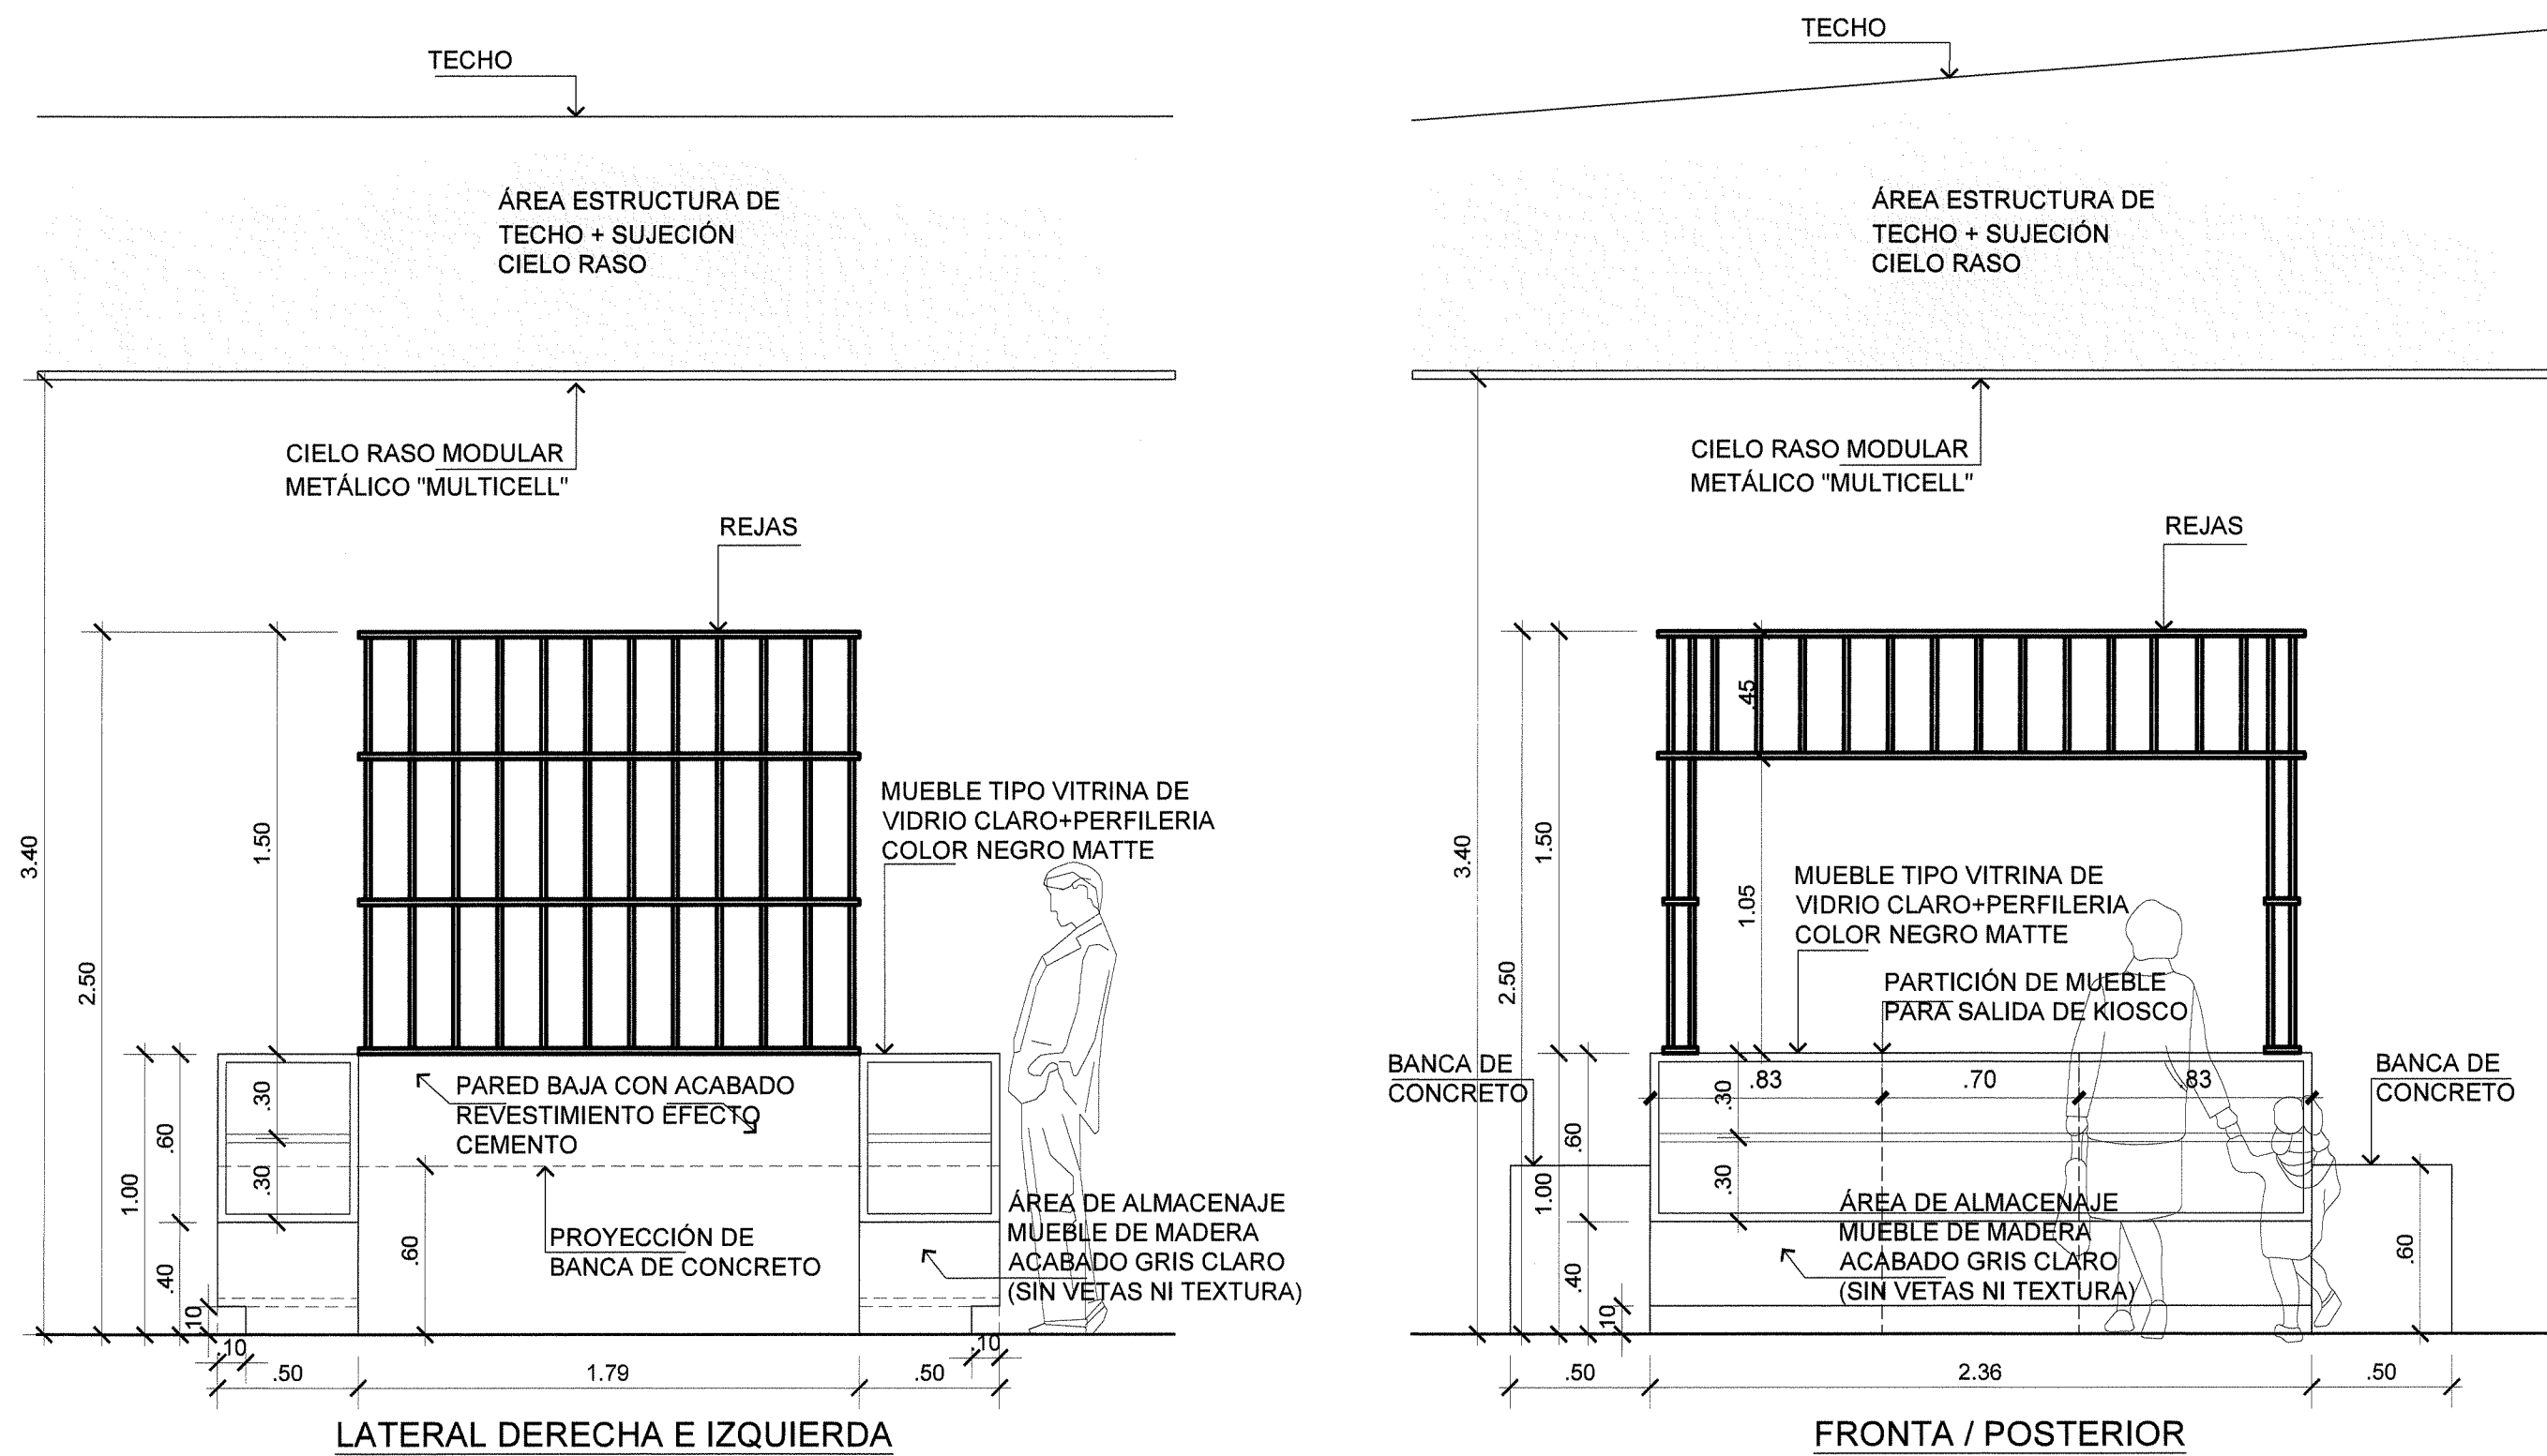 TECHO
ÁREA ESTRUCTURA DE
TECHO + SUJECIÓN
CIELO RASO
CIELO RASO MODULAR
METÁLICO "MULTICELL"
REJAS
MUEBLE TIPO VITRINA DE
VIDRIO CLARO+PERFILERIA
COLOR NEGRO MATTE
3.40
2.50
1.50
1.00
.60
.40
.10
.30
.30
PARED BAJA CON ACABADO
REVESTIMIENTO EFECTO
CEMENTO
.60
PROYECCIÓN DE
BANCA DE CONCRETO
ÁREA DE ALMACENAJE
MUEBLE DE MADERA
ACABADO GRIS CLARO
(SIN VETAS NI TEXTURA)
.10
.10
.50
1.79
.50
LATERAL DERECHA E IZQUIERDA
TECHO
ÁREA ESTRUCTURA DE
TECHO + SUJECIÓN
CIELO RASO
CIELO RASO MODULAR
METÁLICO "MULTICELL"
REJAS
3.40
2.50
1.50
.45
1.05
MUEBLE TIPO VITRINA DE
VIDRIO CLARO+PERFILERIA
COLOR NEGRO MATTE
PARTICIÓN DE MUEBLE
PARA SALIDA DE KIOSCO
BANCA DE
CONCRETO
BANCA DE
CONCRETO
.83
.70
.83
1.00
.60
.40
.10
.30
.30
ÁREA DE ALMACENAJE
MUEBLE DE MADERA
ACABADO GRIS CLARO
(SIN VETAS NI TEXTURA)
.60
.50
2.36
.50
FRONTA / POSTERIOR